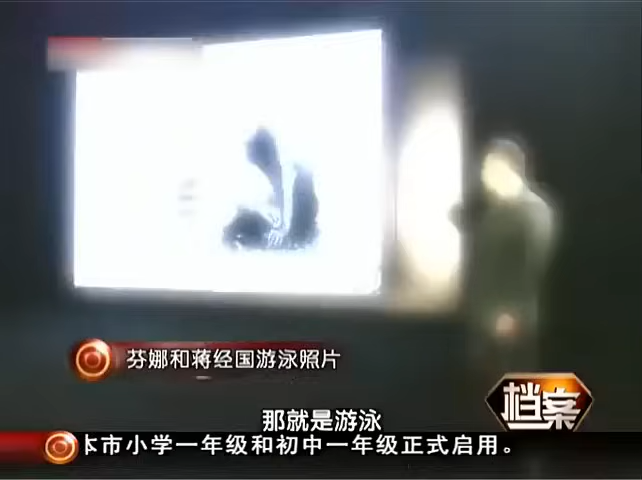 芬娜和蒋经国游泳照片
档案
那就是游泳
本市小学一年级和初中一年级正式启用。